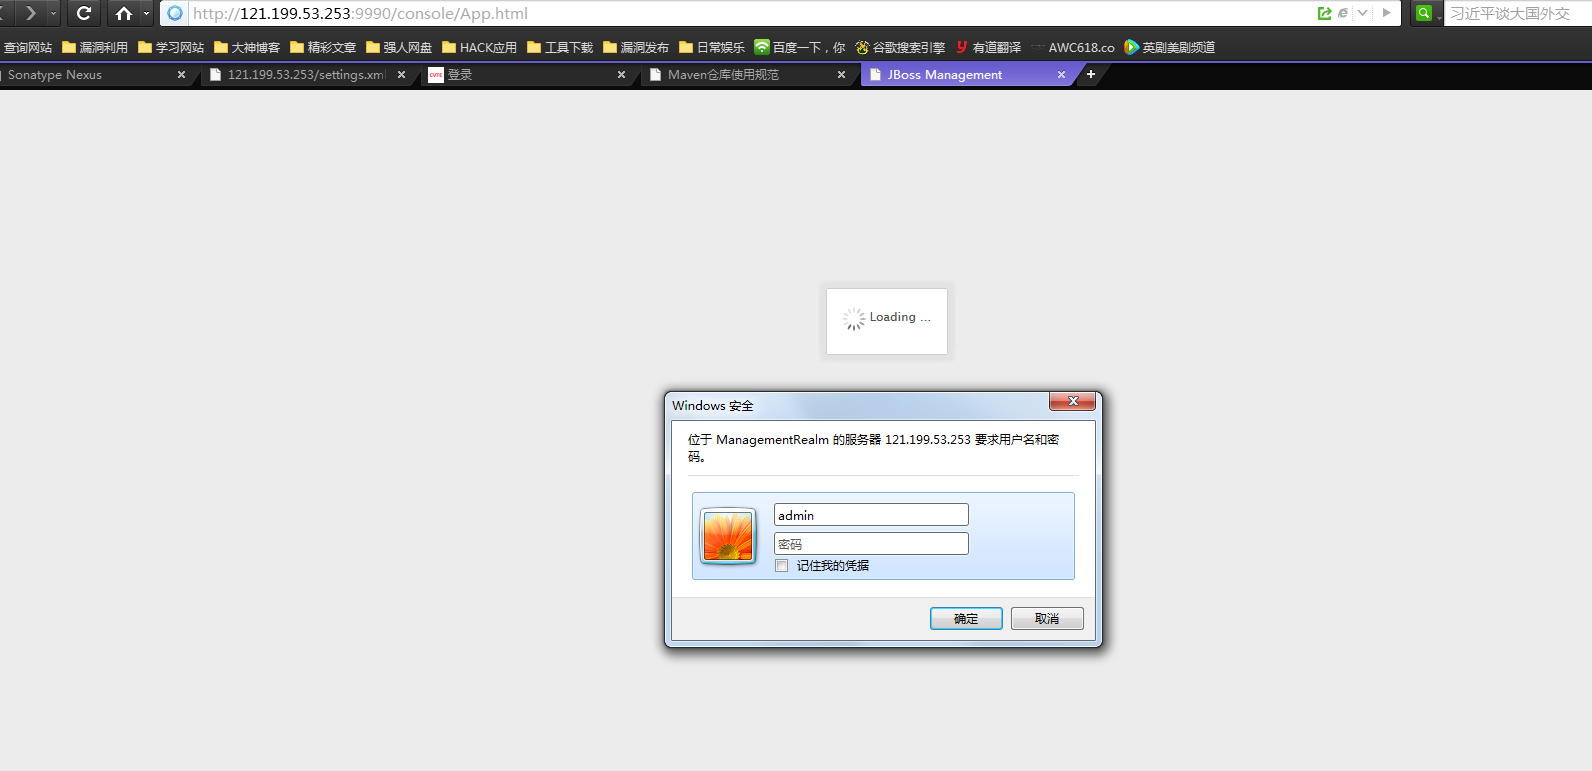 http://121.199.53.253:9990/console/App.html
习近平谈大国外交
查询网站 漏洞利用 学习网站 大神博客 精彩文章 强人网盘 HACK应用 工具下载 漏洞发布 日常娱乐 百度一下，你 谷歌搜索引擎 有道翻译 AWC618.co 英剧美剧频道
Sonatype Nexus 121.199.53.253/settings.xml CVTE 登录 Maven仓库使用规范 JBoss Management
Loading ...
Windows 安全
位于 ManagementRealm 的服务器 121.199.53.253 要求用户名和密
码。
admin
密码
记住我的凭据
确定 取消